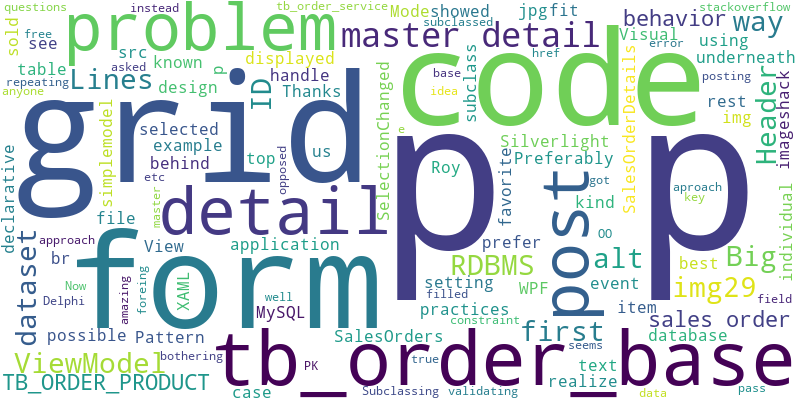 questions
free
anyone
sold
see
asked
repeating
table
known
problem
Lines
src
displayed
ID
handle
Thanks
tb_order_service
instead
Mode
showed
subclassed
jpgfit
master detail
href
behavior
way
stackoverflow
Visual
error
using
posting
underneath
grid
p
simplemodel
design
selected
example
behind
top
us
opposed
etc
SelectionChanged
base
idea
subclass
code
p p
Silverlight
Preferably
Roy
e
favorite
got
kind
OO
aproach
key
SalesOrderDetails
img
rest
Header
imageshack
individual
declarative
file
master
detail
post
br
approach
View
application
prefer
alt
best
Big
dataset
Now
Delphi
amazing
foreing
XAML
form
well
MySQL
filled
RDBMS
setting
WPF
event
item
img29
field
practices
constraint
first
sales order
database
possible
Pattern
bothering
SalesOrders
ViewModel
TB_ORDER_PRODUCT
case
PK
true
seems
text
realize
Subclassing
validating
tb_order_base
data
pass